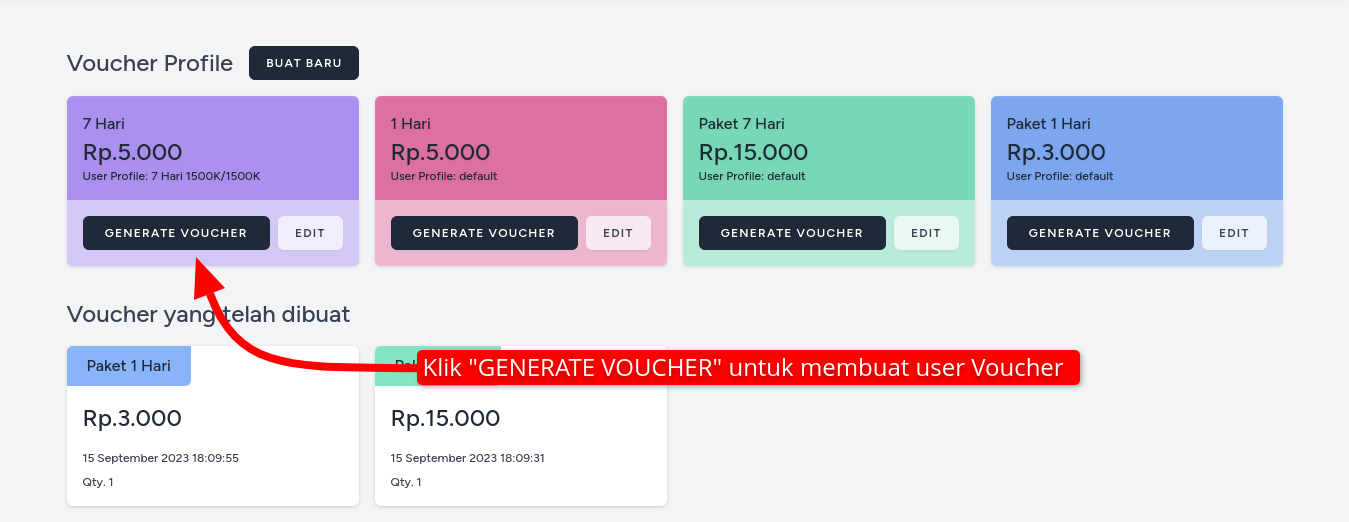 Voucher Profile
BUAT BARU
7 Hari
Rp.5.000
User Profile: 7 Hari 1500K/1500K
GENERATE VOUCHER
EDIT
1 Hari
Rp.5.000
User Profile: default
GENERATE VOUCHER
EDIT
Paket 7 Hari
Rp.15.000
User Profile: default
GENERATE VOUCHER
EDIT
Paket 1 Hari
Rp.3.000
User Profile: default
GENERATE VOUCHER
EDIT
Voucher yang telah dibuat
Klik "GENERATE VOUCHER" untuk membuat user Voucher
Paket 1 Hari
Rp.3.000
15 September 2023 18:09:55
Qty. 1
Rp.15.000
15 September 2023 18:09:31
Qty. 1